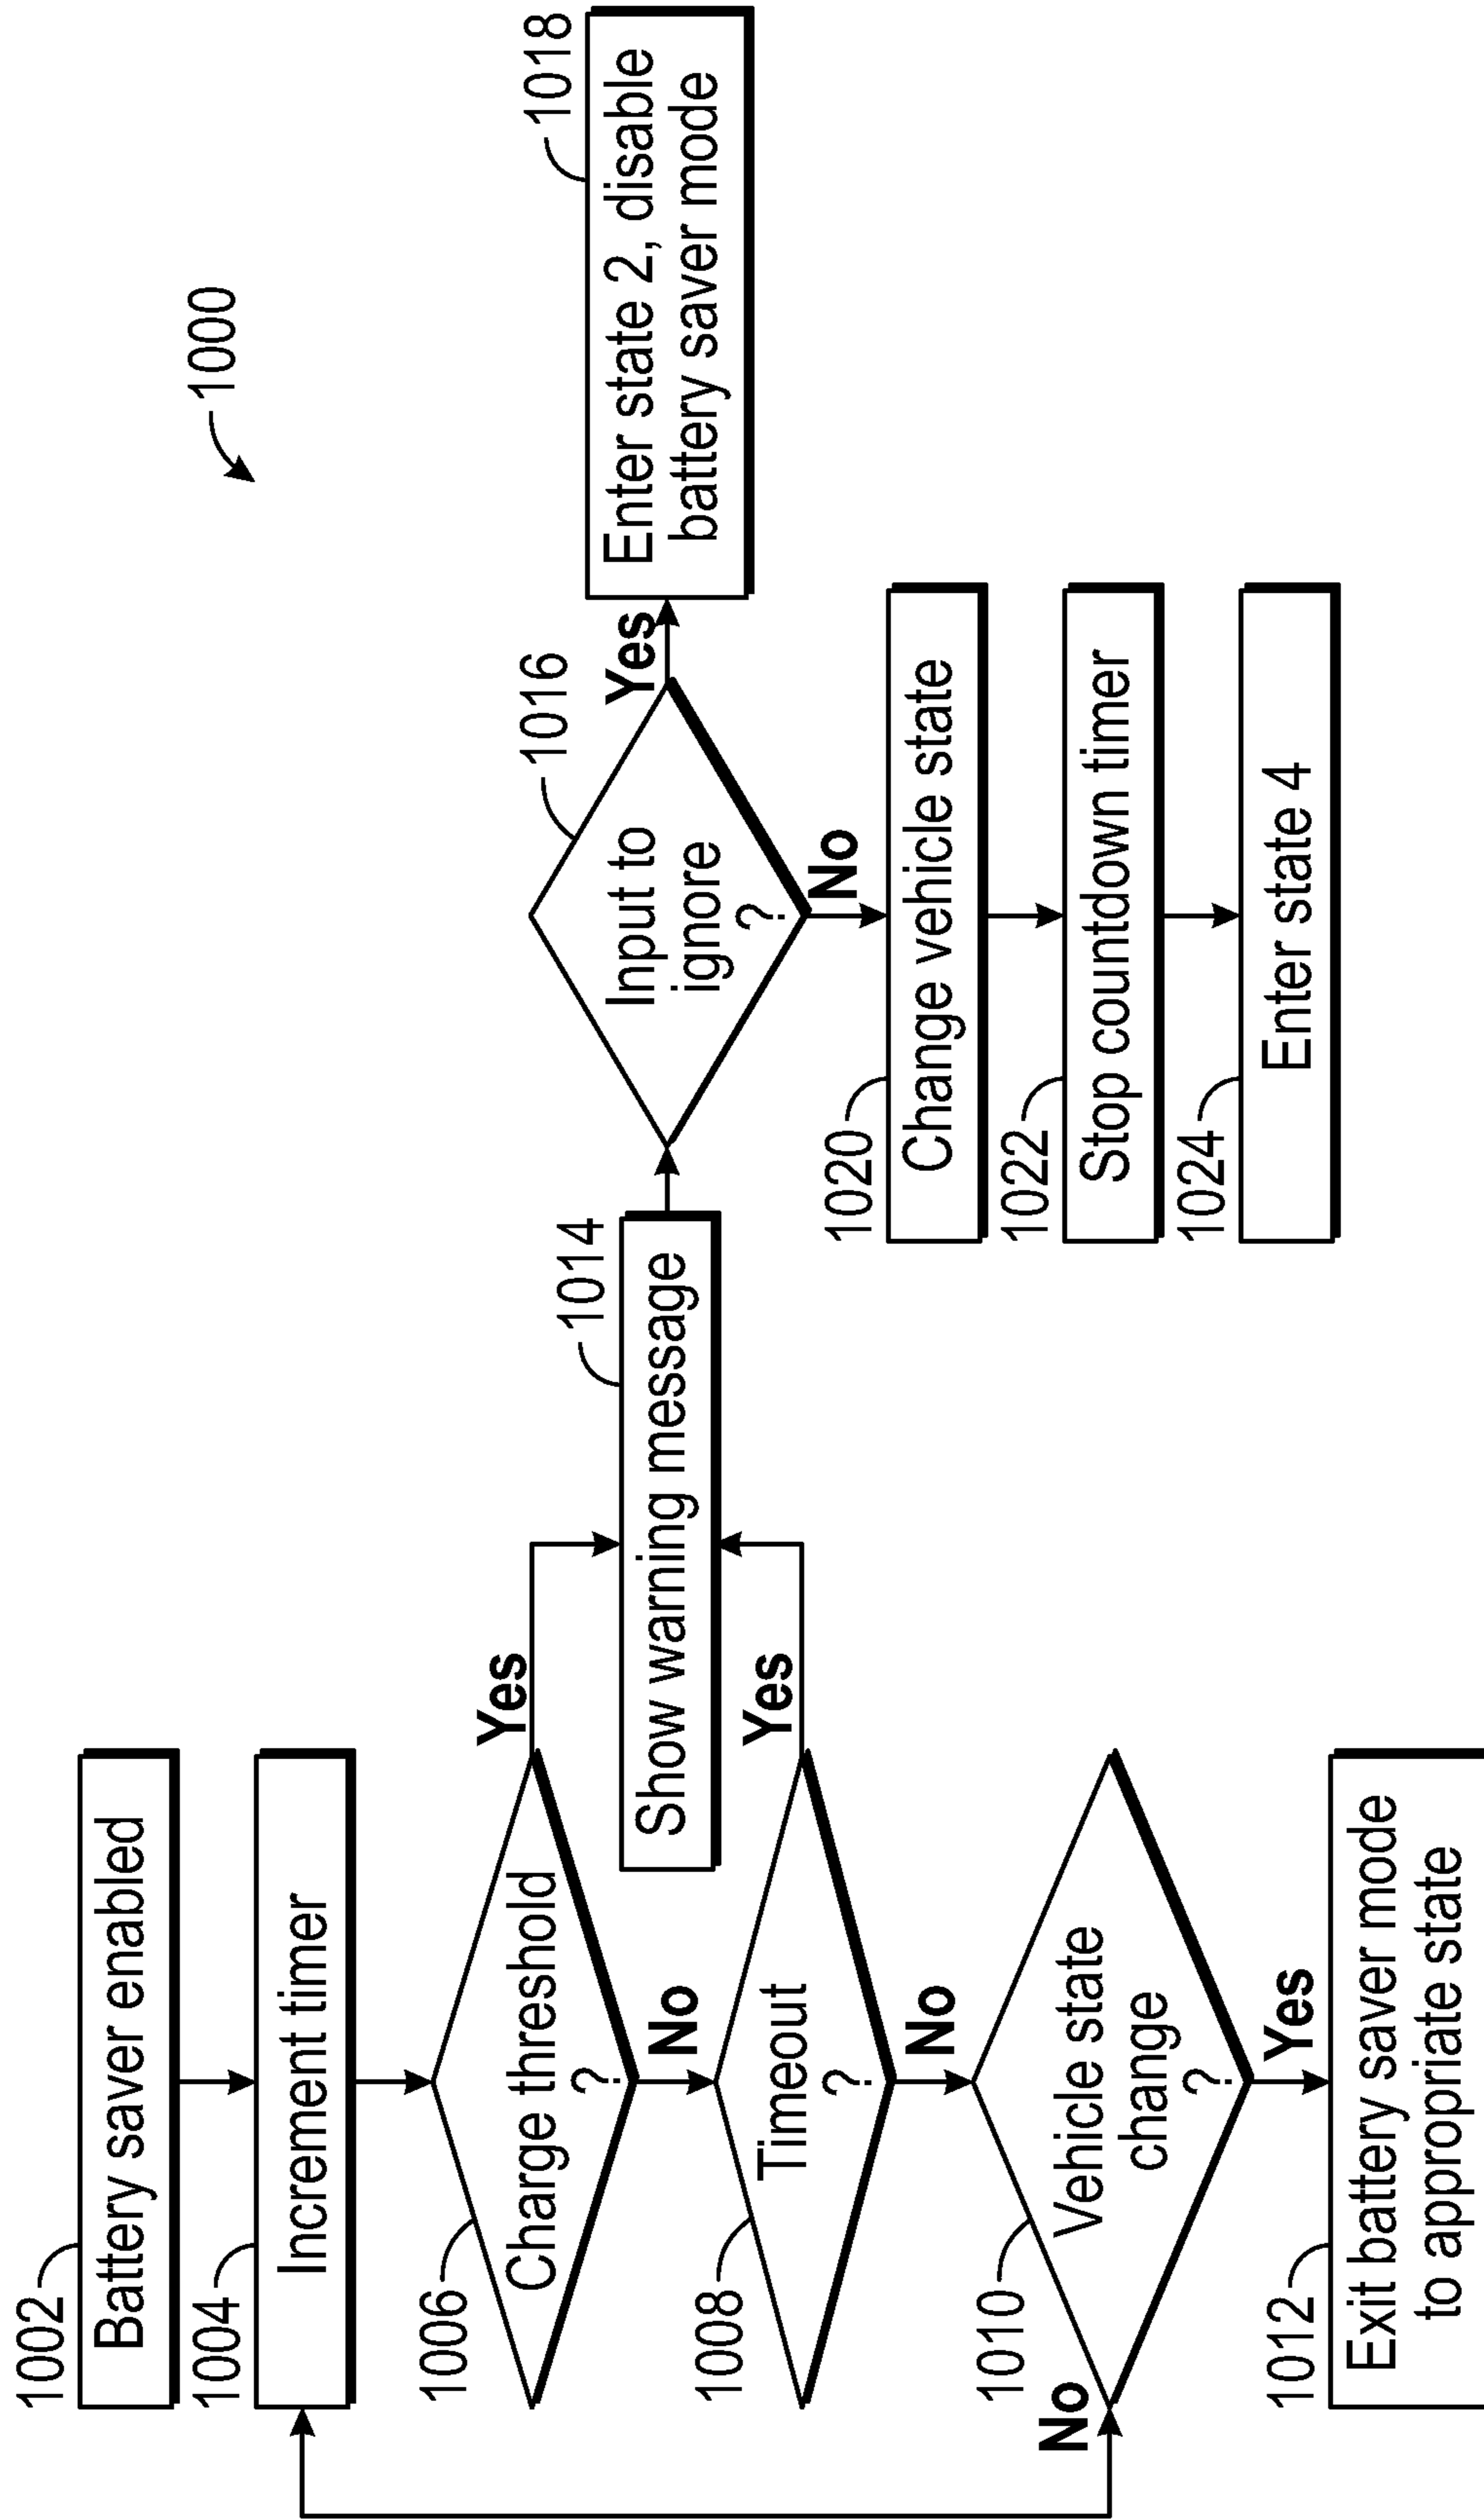 1000
1002
Battery saver enabled
1004
Increment timer
1006
Charge threshold
?
Yes
No
1008
Timeout
?
Yes
No
1010
Vehicle state
change
?
No
Yes
1012
Exit battery saver mode
to appropriate state
1014
Show warning message
1016
Input to
ignore
?
Yes
No
1018
Enter state 2, disable
battery saver mode
1020
Change vehicle state
1022
Stop countdown timer
1024
Enter state 4